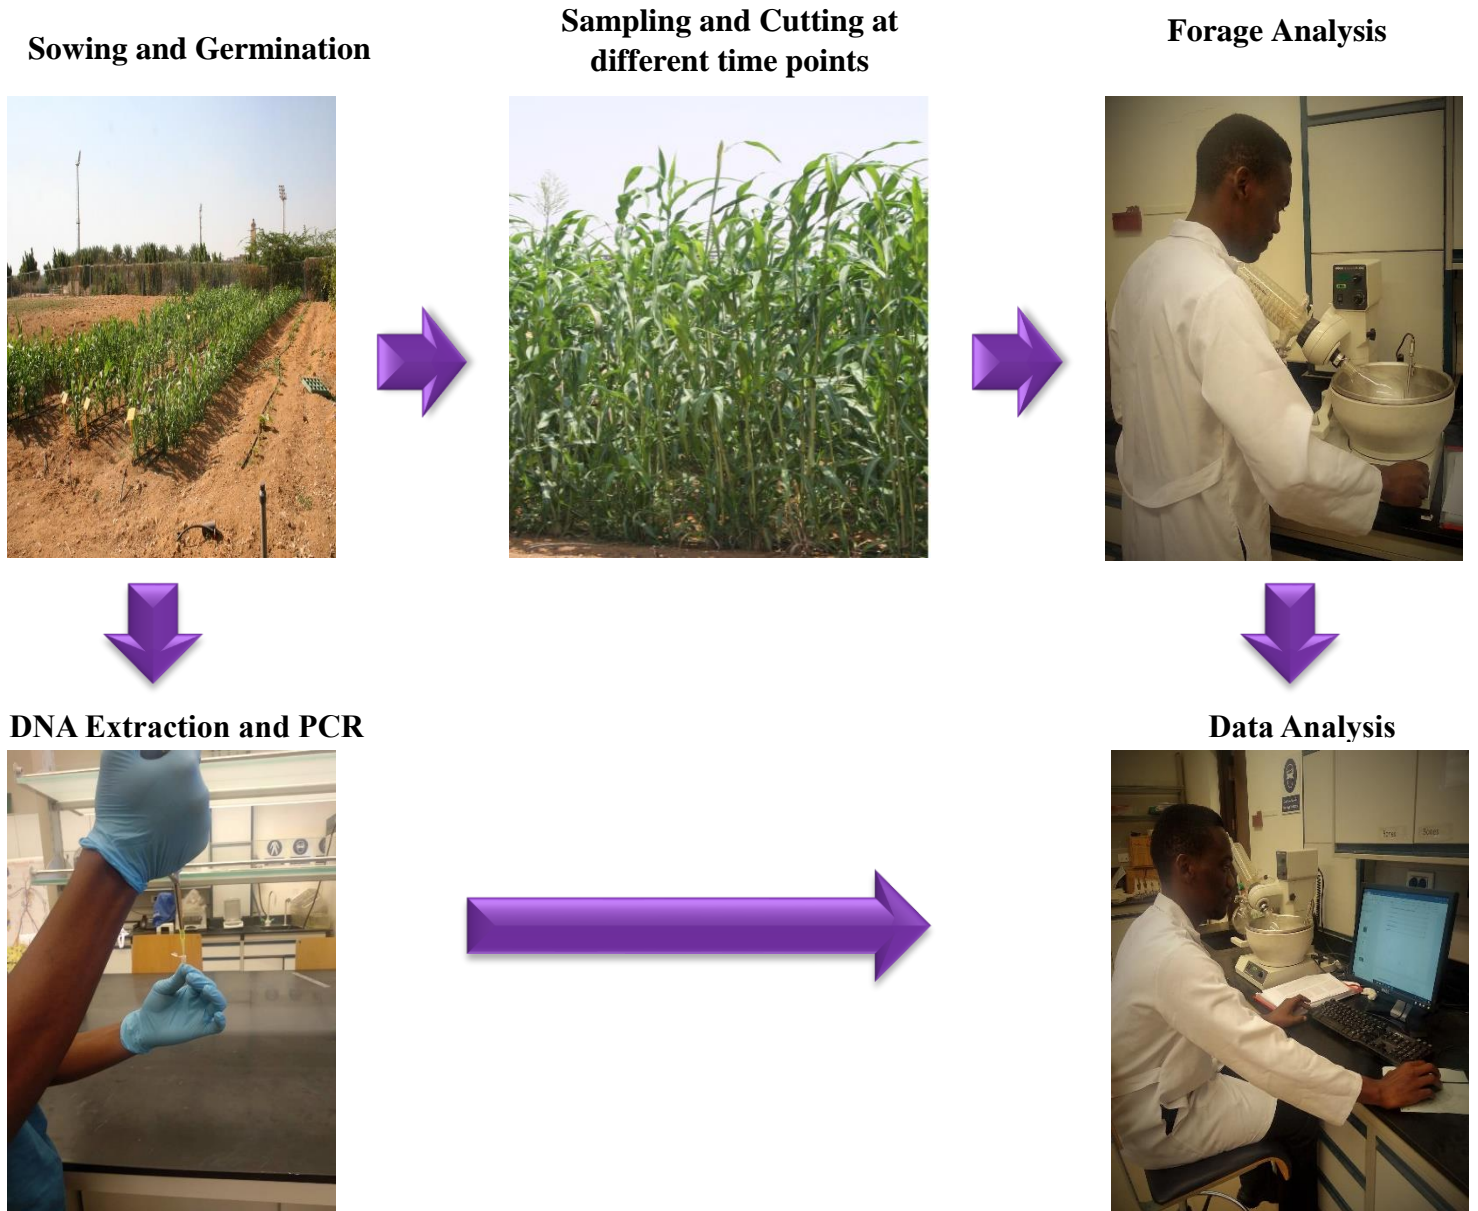 Sowing and Germination
Sampling and Cutting at
different time points
Forage Analysis
DNA Extraction and PCR
Data Analysis